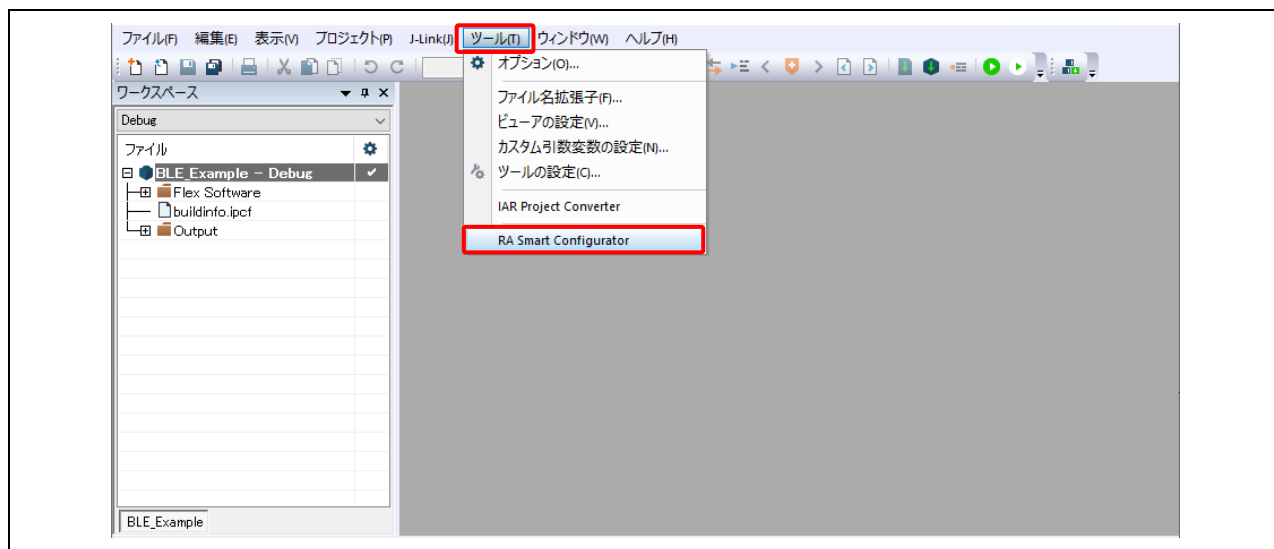 ファイル(F) 編集(E) 表示(V) プロジェクト(P) J-Link(J) ツール(T) ウィンドウ(W) ヘルプ(H)
オプション(O)...
ワークスペース
ファイル名拡張子(F)...
Debug
ビューアの設定(V)...
カスタム引数変数の設定(N)...
ファイル
ツールの設定(C)...
BLE_Example - Debug
Flex Software
IAR Project Converter
buildinfo.ipcf
Output
RA Smart Configurator
BLE_Example